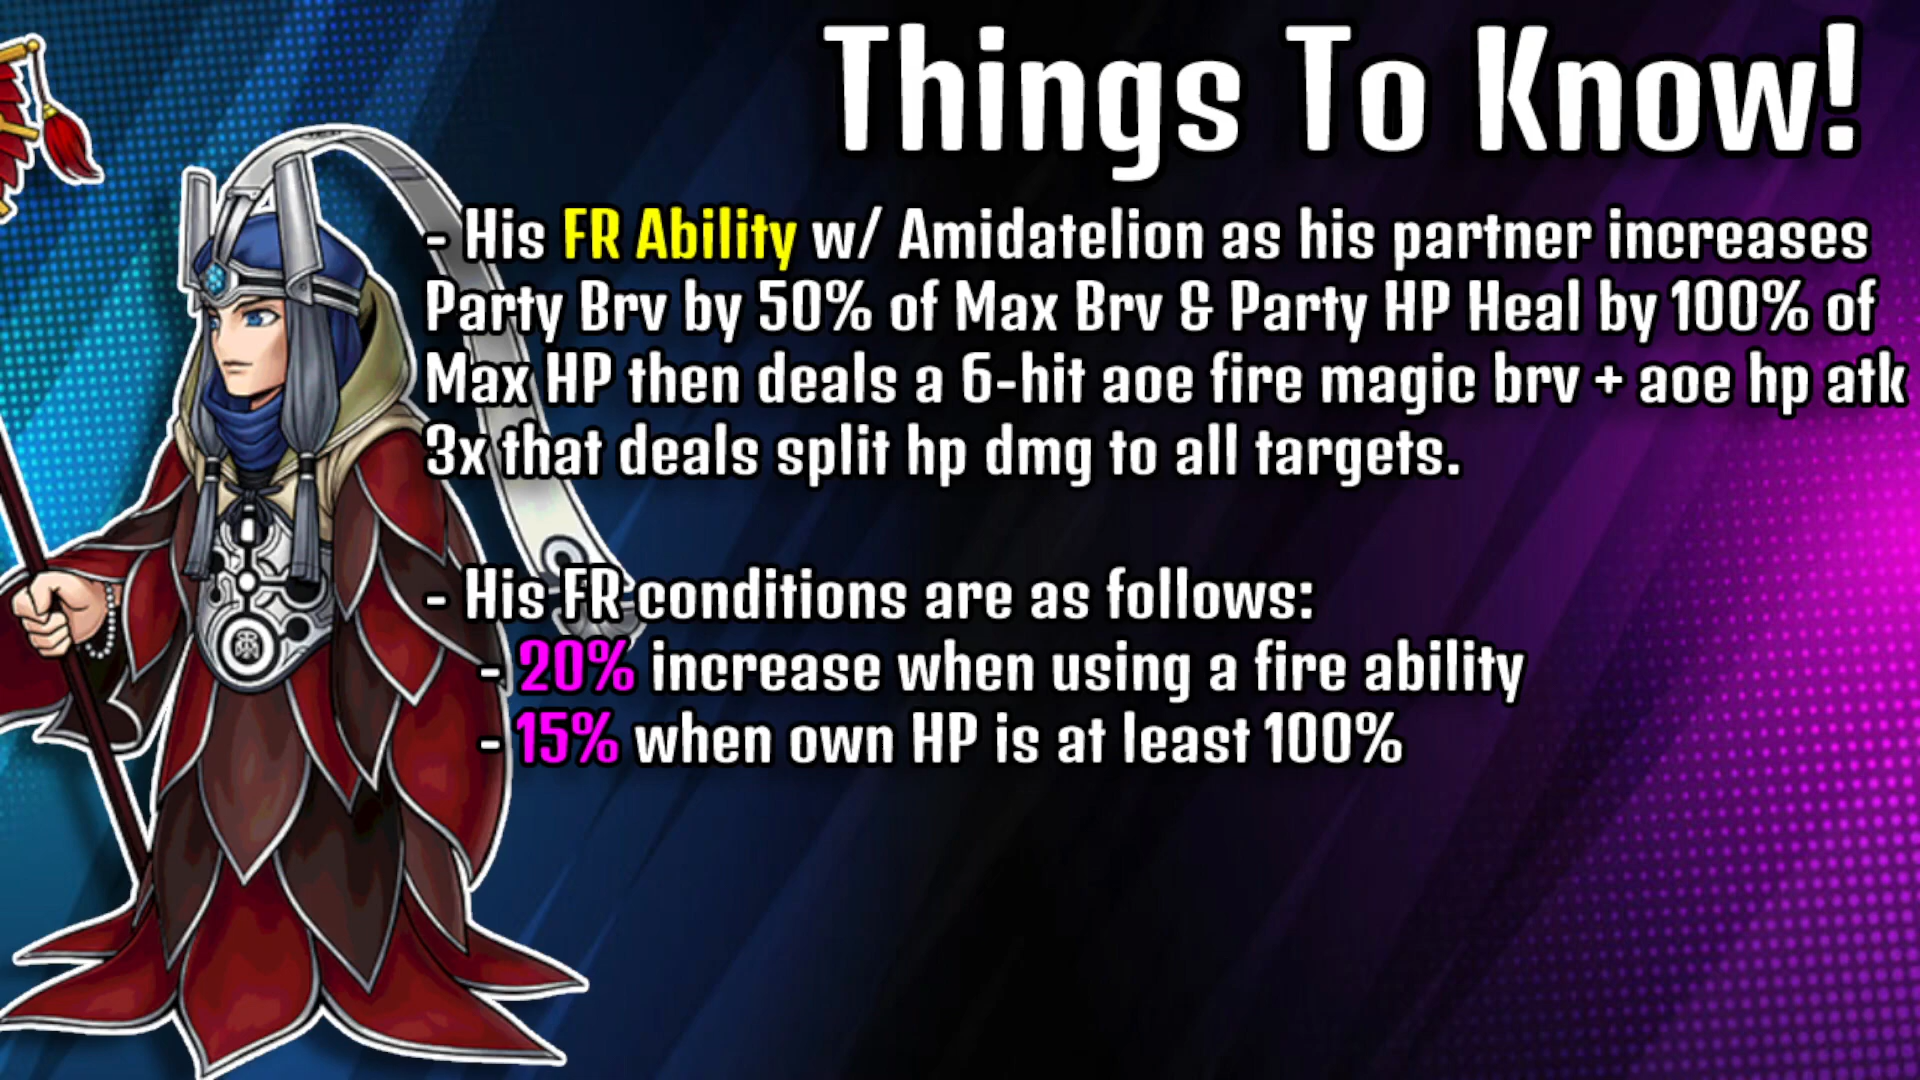 Things To Know!
- His FR Ability w/ Amidatelion as his partner increases
Party Brv by 50% of Max Brv & Party HP Heal by 100% of
Max HP then deals a 6-hit aoe fire magic brv + aoe hp atk
3x that deals split hp dmg to all targets.
- His FR conditions are as follows:
- 20% increase when using a fire ability
- 15% when own HP is at least 100%